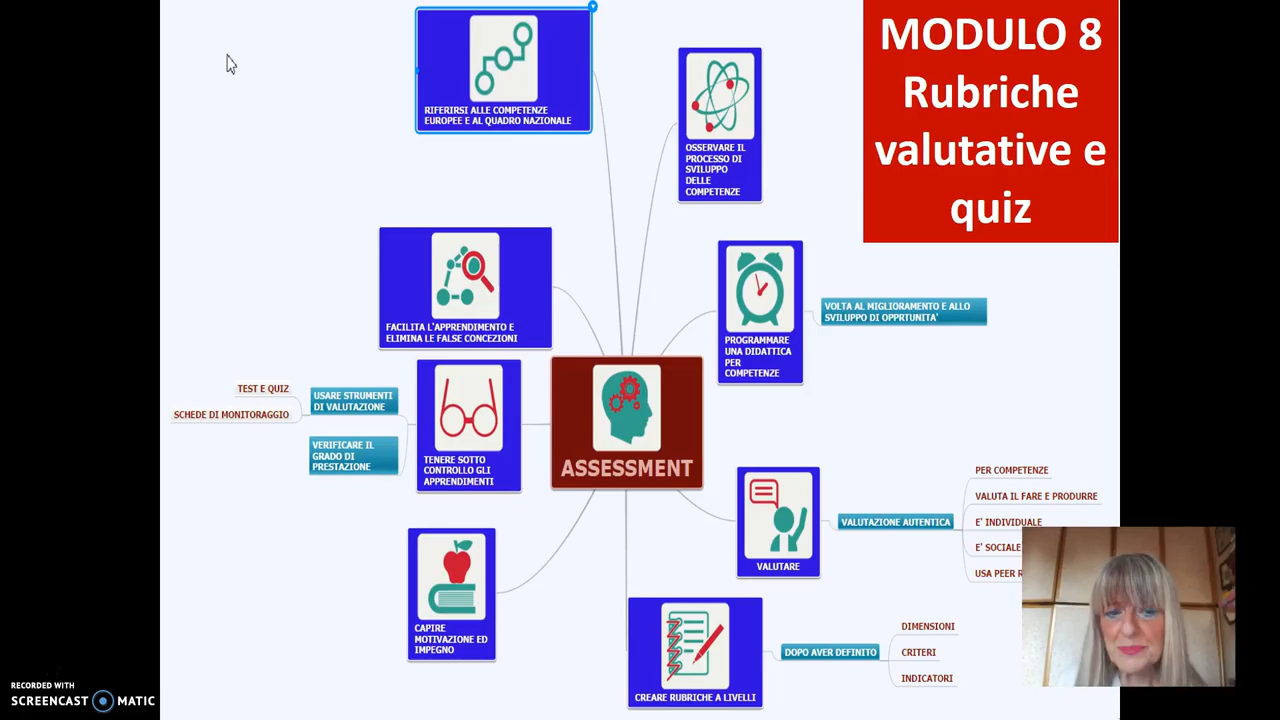 MODULO 8
Rubriche
valutative e
quiz
RIFERIRSI ALLE COMPETENZE
EUROPEE E AL QUADRO NAZIONALE
OSSERVARE IL
PROCESSO DI
SVILUPPO
DELLE
COMPETENZE
FACILITA L'APPRENDIMENTO E
ELIMINA LE FALSE CONCEZIONI
PROGRAMMARE
UNA DIDATTICA
PER
COMPETENZE
VOLTA AL MIGLIORAMENTO E ALLO
SVILUPPO DI OPPRTUNITA'
TEST E QUIZ
SCHEDE DI MONITORAGGIO
USARE STRUMENTI
DI VALUTAZIONE
VERIFICARE IL
GRADO DI
PRESTAZIONE
TENERE SOTTO
CONTROLLO GLI
APPRENDIMENTI
ASSESSMENT
VALUTARE
VALUTAZIONE AUTENTICA
PER COMPETENZE
VALUTA IL FARE E PRODURRE
E' INDIVIDUALE
E' SOCIALE
USA PEER
CAPIRE
MOTIVAZIONE ED
IMPEGNO
CREARE RUBRICHE A LIVELLI
DOPO AVER DEFINITO
DIMENSIONI
CRITERI
INDICATORI
RECORDED WITH
SCREENCAST MATIC